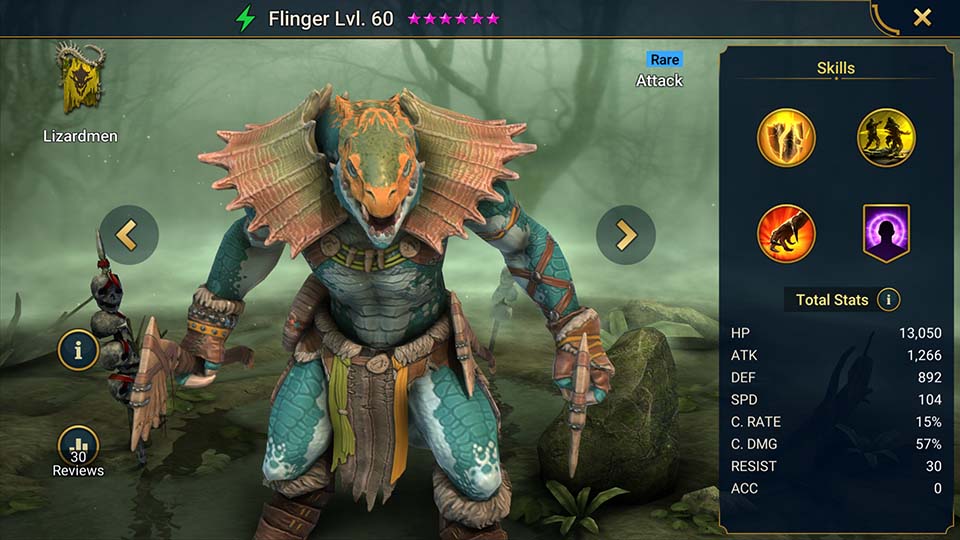 Flinger Lvl. 60
Lizardmen
Rare
Attack
30
Reviews
Skills
Total Stats
HP 13,050
ATK 1,266
DEF 892
SPD 104
C. RATE 15%
C. DMG 57%
RESIST 30
ACC 0